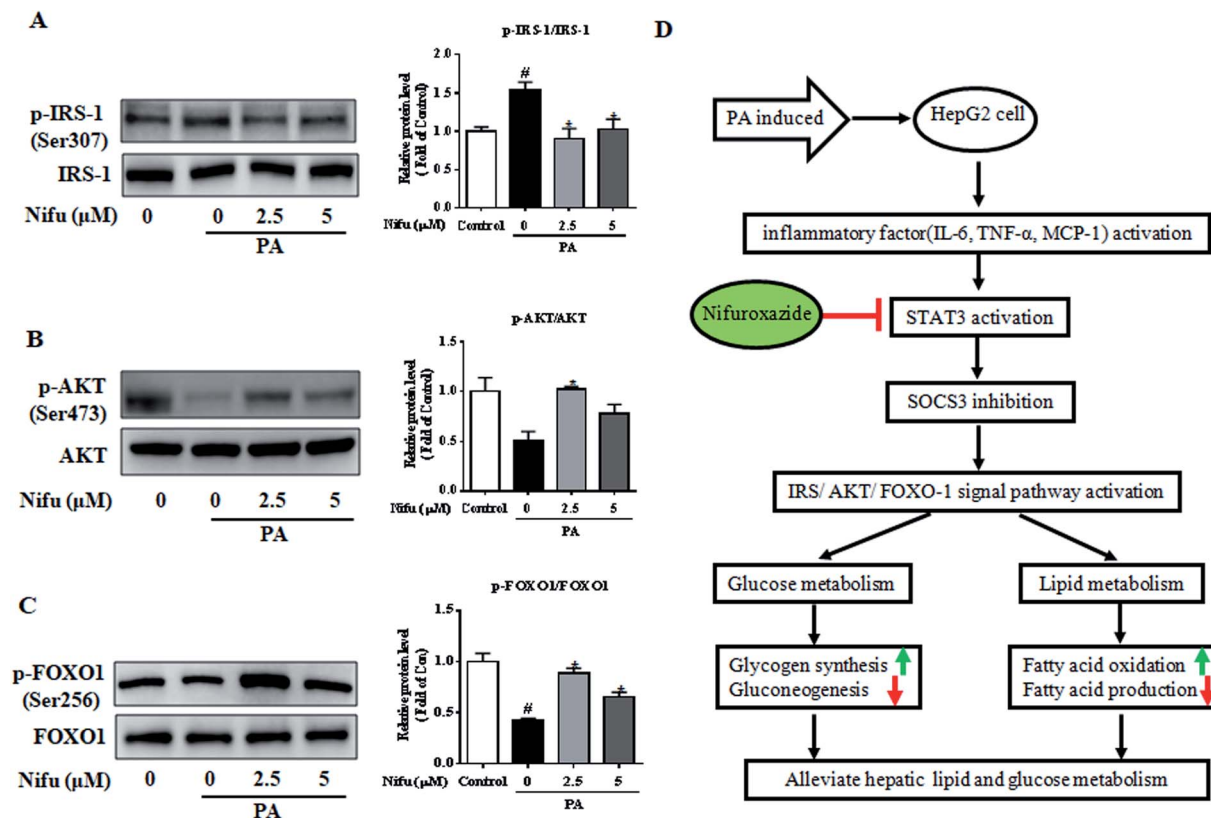 A
p-IRS-1
(Ser307)
IRS-1
Nifu (μM)
0
0
2.5
5
PA
p-IRS-1/IRS-1
Relative protein level
( Fold of Control)
2.0
1.5
1.0
0.5
0.0
#
*
*
Nifu (μM)
Control
0
2.5
5
PA
B
p-AKT
(Ser473)
AKT
Nifu (μM)
0
0
2.5
5
PA
p-AKT/AKT
Relative protein level
( Fold of Control)
1.5
1.0
0.5
0.0
*
Nifu (μM)
Control
0
2.5
5
PA
C
p-FOXO1
(Ser256)
FOXO1
Nifu (μM)
0
0
2.5
5
PA
p-FOXO1/FOXO1
Relative protein level
( Fold of Con)
1.5
1.0
0.5
0.0
#
*
*
Nifu (μM)
Control
0
2.5
5
PA
D
PA induced
HepG2 cell
inflammatory factor(IL-6, TNF-α, MCP-1) activation
Nifuroxazide
STAT3 activation
SOCS3 inhibition
IRS/ AKT/ FOXO-1 signal pathway activation
Glucose metabolism
Lipid metabolism
Glycogen synthesis
Gluconeogenesis
Fatty acid oxidation
Fatty acid production
Alleviate hepatic lipid and glucose metabolism